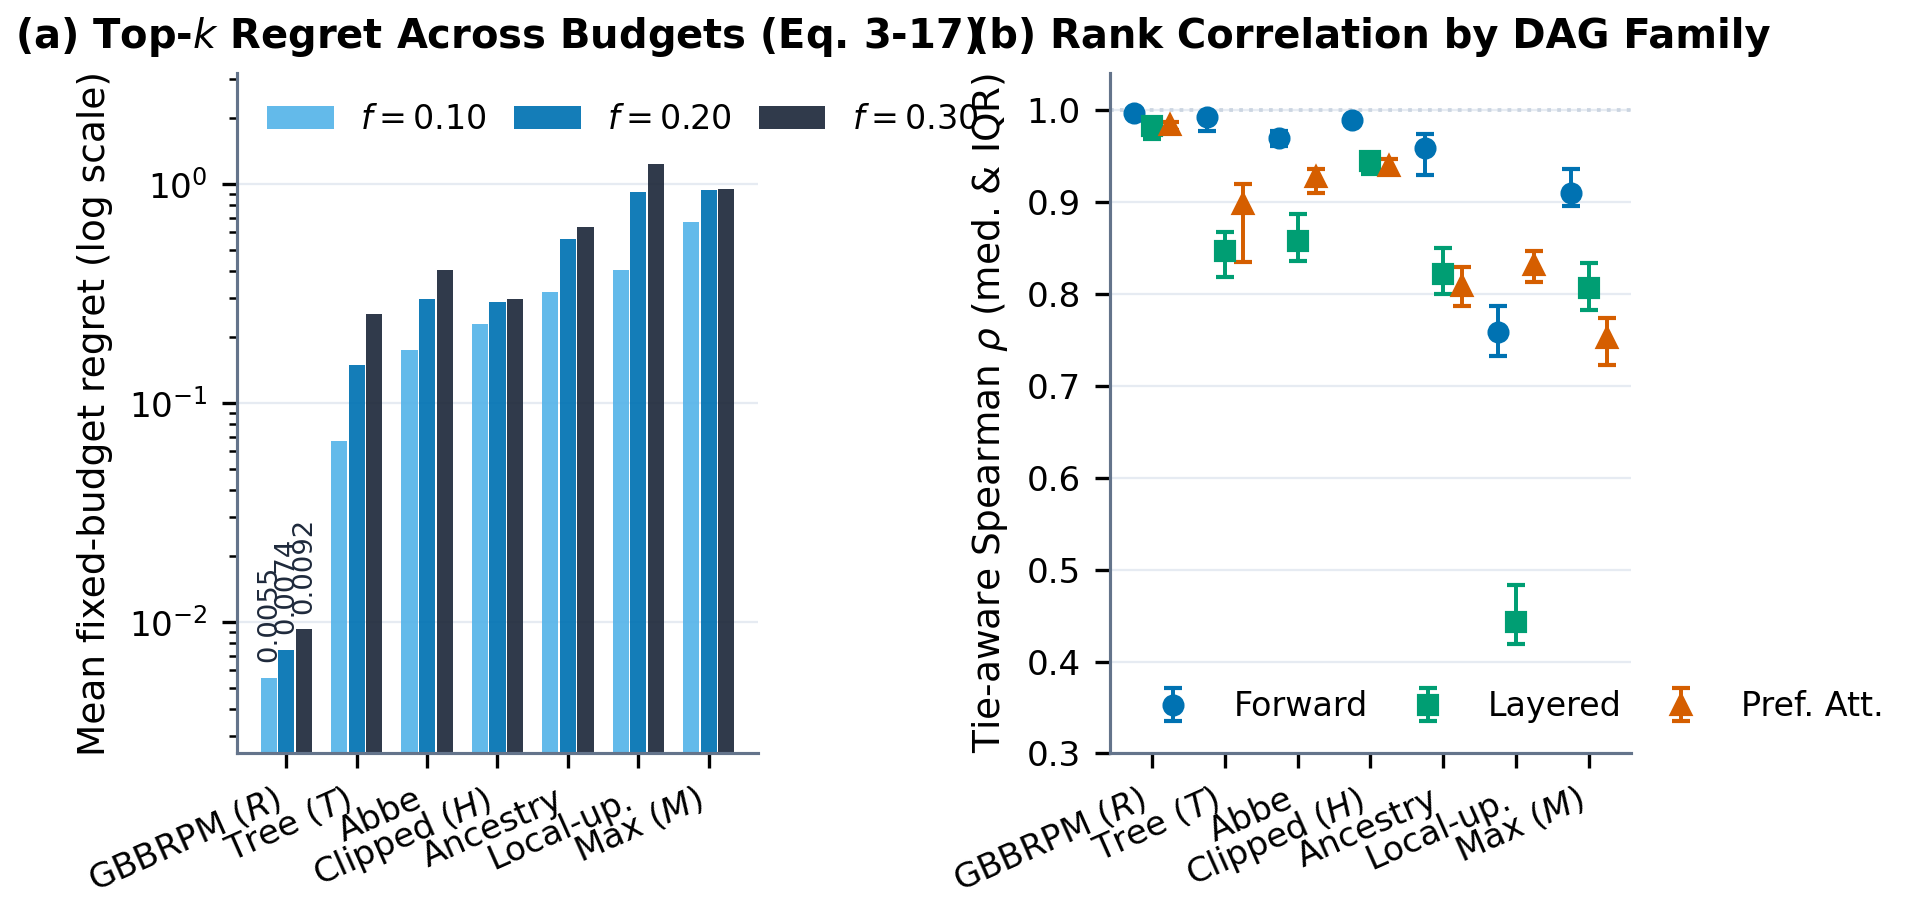 (a) Top-k Regret Across Budgets (Eq. 3-17)
Mean fixed-budget regret (log scale)
f = 0.10
f = 0.20
f = 0.30
10⁰
10⁻¹
10⁻²
0.0055
0.0074
0.0092
GBBRPM (R)
Tree (T)
Abbe
Clipped (H)
Ancestry
Local-up.
Max (M)
(b) Rank Correlation by DAG Family
Tie-aware Spearman ρ (med. & IQR)
1.0
0.9
0.8
0.7
0.6
0.5
0.4
0.3
Forward
Layered
Pref. Att.
GBBRPM (R)
Tree (T)
Abbe
Clipped (H)
Ancestry
Local-up.
Max (M)